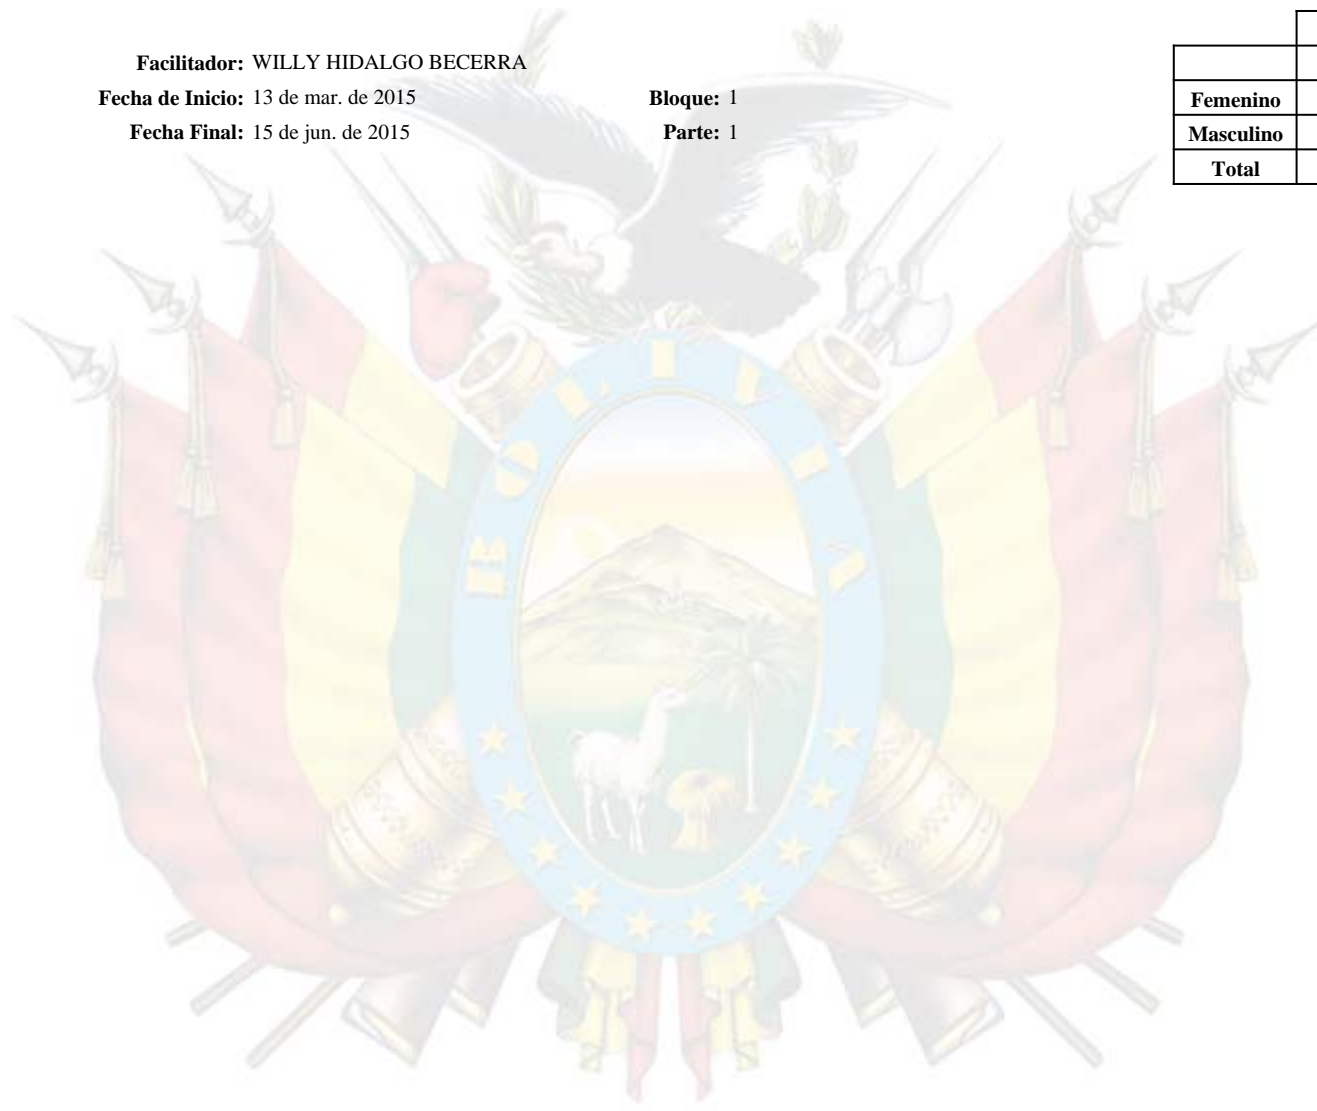 Facilitador: WILLY HIDALGO BECERRA
Fecha de Inicio: 13 de mar. de 2015 Bloque: 1
Fecha Final: 15 de jun. de 2015 Parte: 1
Femenino
Masculino
Total
BOLIVIA